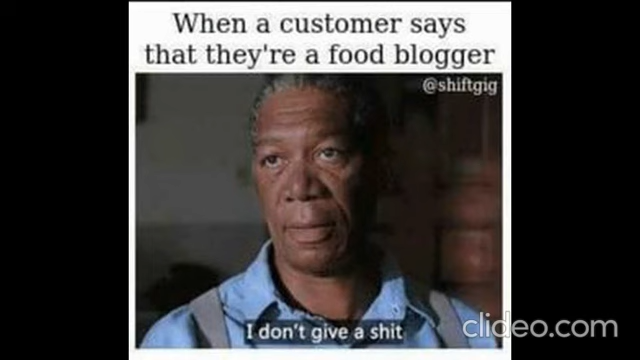 When a customer says
that they're a food blogger
@shiftgig
I don't give a shit
clideo.com